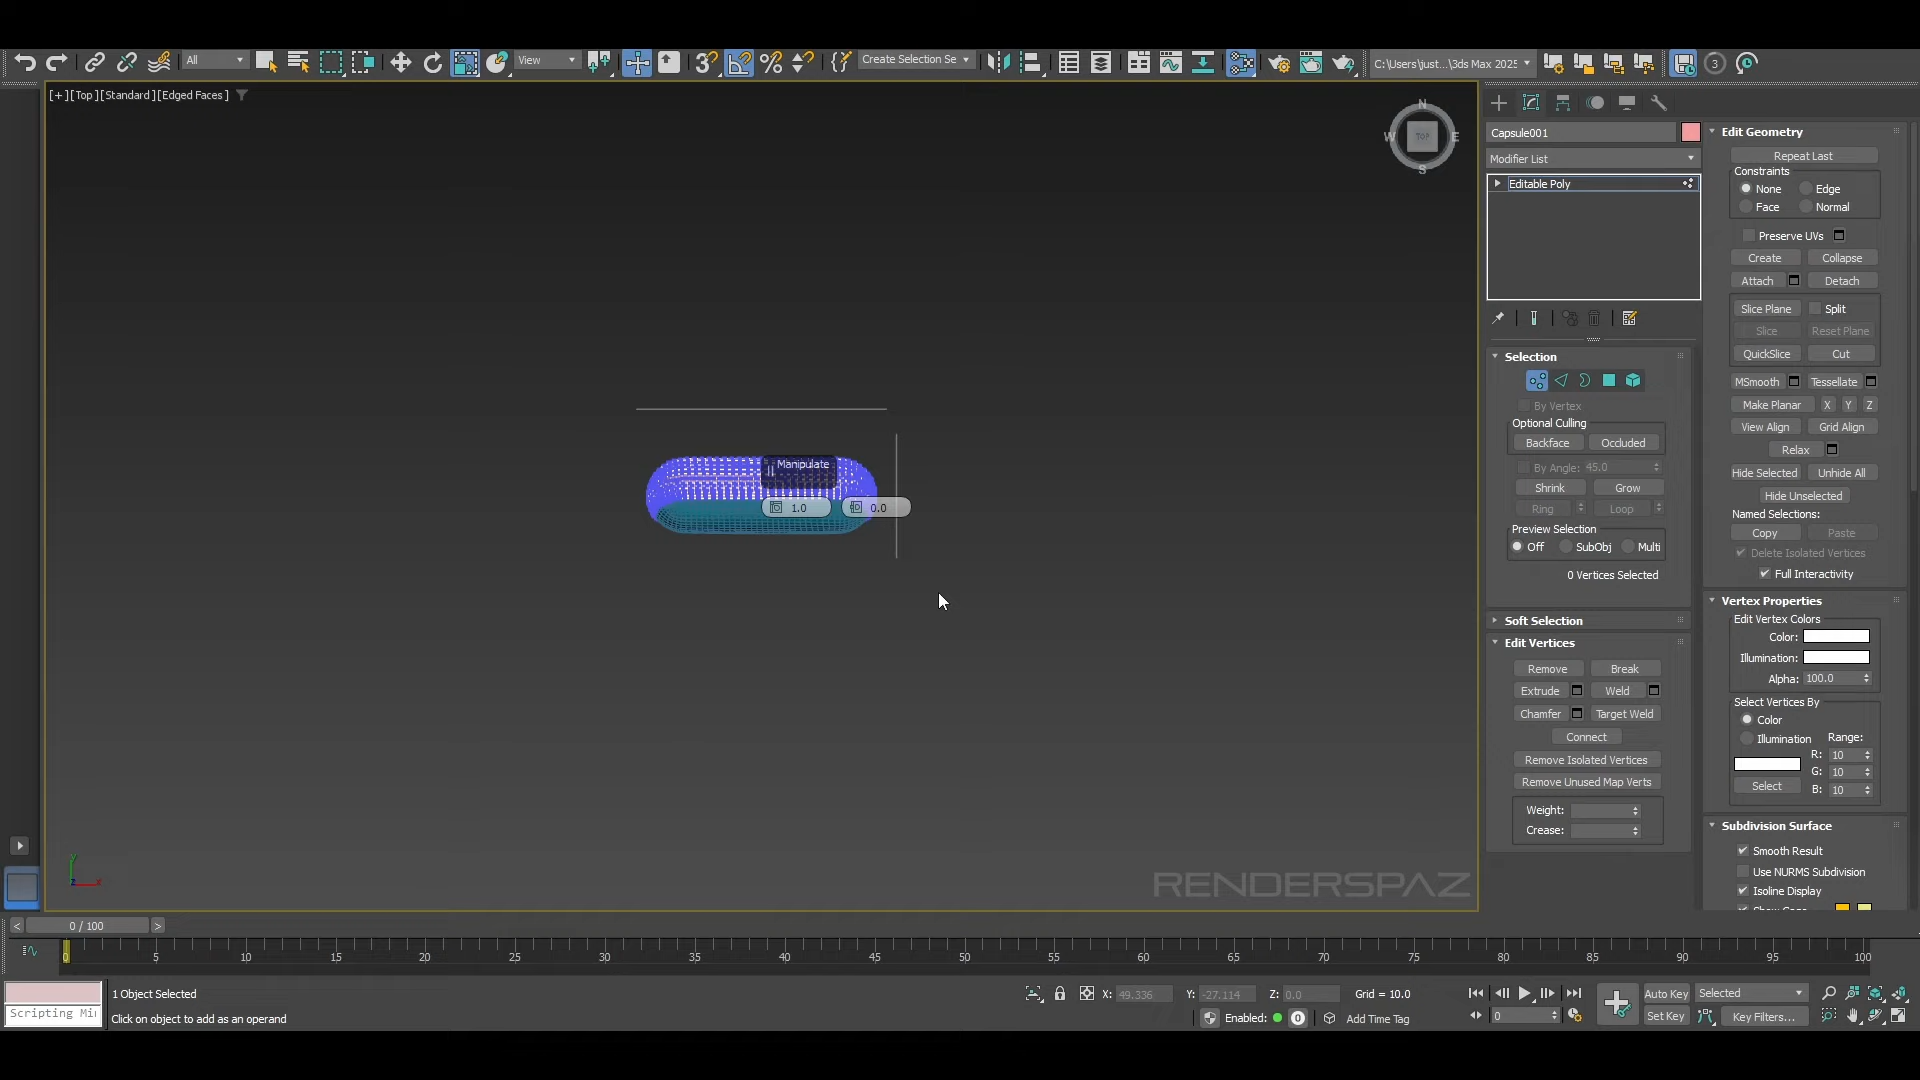 All
View
3
Create Selection Se
C:\Users\just...\3ds Max 2025
3
[+][Top][Standard][Edged Faces]
N
W
TOP
E
S
Capsule001
Modifier List
Editable Poly
Selection
By Vertex
Optional Culling
Backface
Occluded
By Angle:
45.0
Shrink
Grow
Ring
Loop
Preview Selection
Off
SubObj
Multi
0 Vertices Selected
Soft Selection
Edit Vertices
Remove
Break
Extrude
Weld
Chamfer
Target Weld
Connect
Remove Isolated Vertices
Remove Unused Map Verts
Weight:
Crease:
Edit Geometry
Repeat Last
Constraints
None
Edge
Face
Normal
Preserve UVs
Create
Collapse
Attach
Detach
Slice Plane
Split
Slice
Reset Plane
QuickSlice
Cut
MSmooth
Tessellate
Make Planar
X
Y
Z
View Align
Grid Align
Relax
Hide Selected
Unhide All
Hide Unselected
Named Selections:
Copy
Paste
Delete Isolated Vertices
Full Interactivity
Vertex Properties
Edit Vertex Colors
Color:
Illumination:
Alpha: 100.0
Select Vertices By
Color
Illumination
Range:
R: 10
G: 10
B: 10
Select
Subdivision Surface
Smooth Result
Use NURMS Subdivision
Isoline Display
Show Cage
Manipulate
1.0
0.0
y
z
x
RENDERSPAZ
<
0 / 100
>
0 5 10 15 20 25 30 35 40 45 50 55 60 65 70 75 80 85 90 95 100
1 Object Selected
X: 49.336
Y: -27.114
Z: 0.0
Grid = 10.0
Auto Key
Selected
Scripting Mi
Click on object to add as an operand
Enabled:
0
Add Time Tag
0
Set Key
Key Filters...